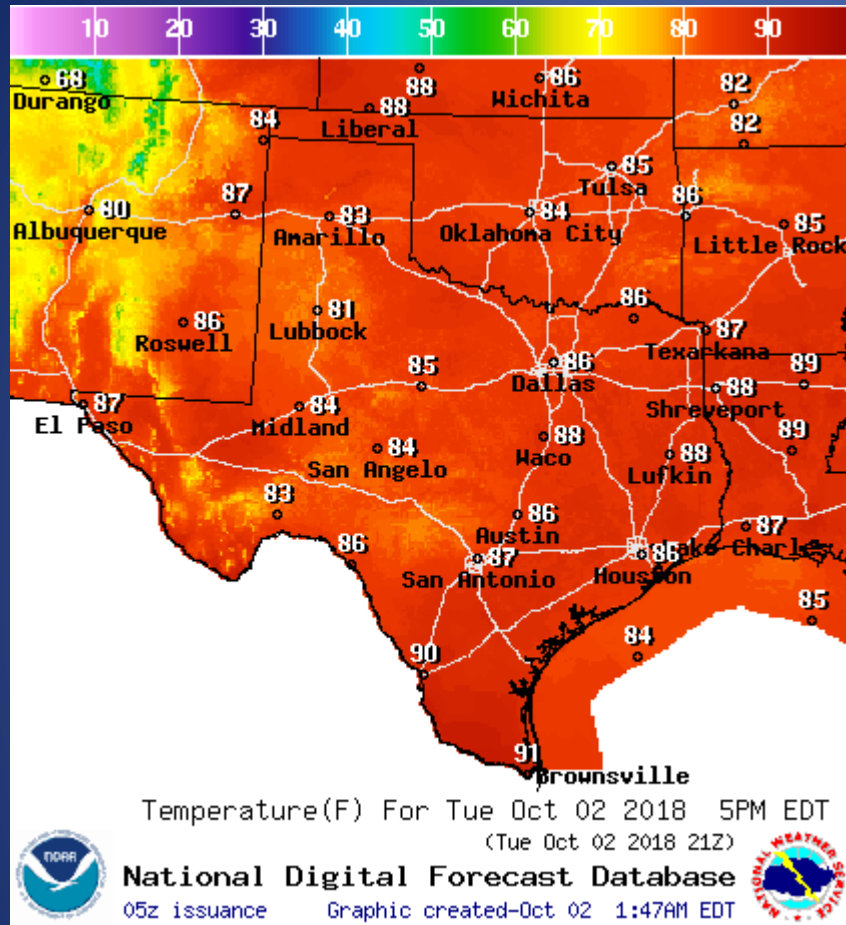 10 20 30 40 50 60 70 80 90
68
Durango
88
88
Liberal
86
Wichita
82
82
84
85
Tulsa
80
Albuquerque
87
83
Amarillo
84
Oklahoma City
86
85
Little Rock
86
Roswell
81
Lubbock
86
87
Texarkana
85
86
Dallas
88
Shreveport
89
87
El Paso
84
Midland
84
San Angelo
88
Waco
88
Lufkin
89
83
86
Austin
87
Lake Charles
86
87
San Antonio
86
Houston
85
84
90
91
Brownsville
Temperature(F) For Tue Oct 02 2018 5PM EDT
(Tue Oct 02 2018 21Z)
National Digital Forecast Database
05z issuance Graphic created-Oct 02 1:47AM EDT
NOAA
NATIONAL WEATHER SERVICE